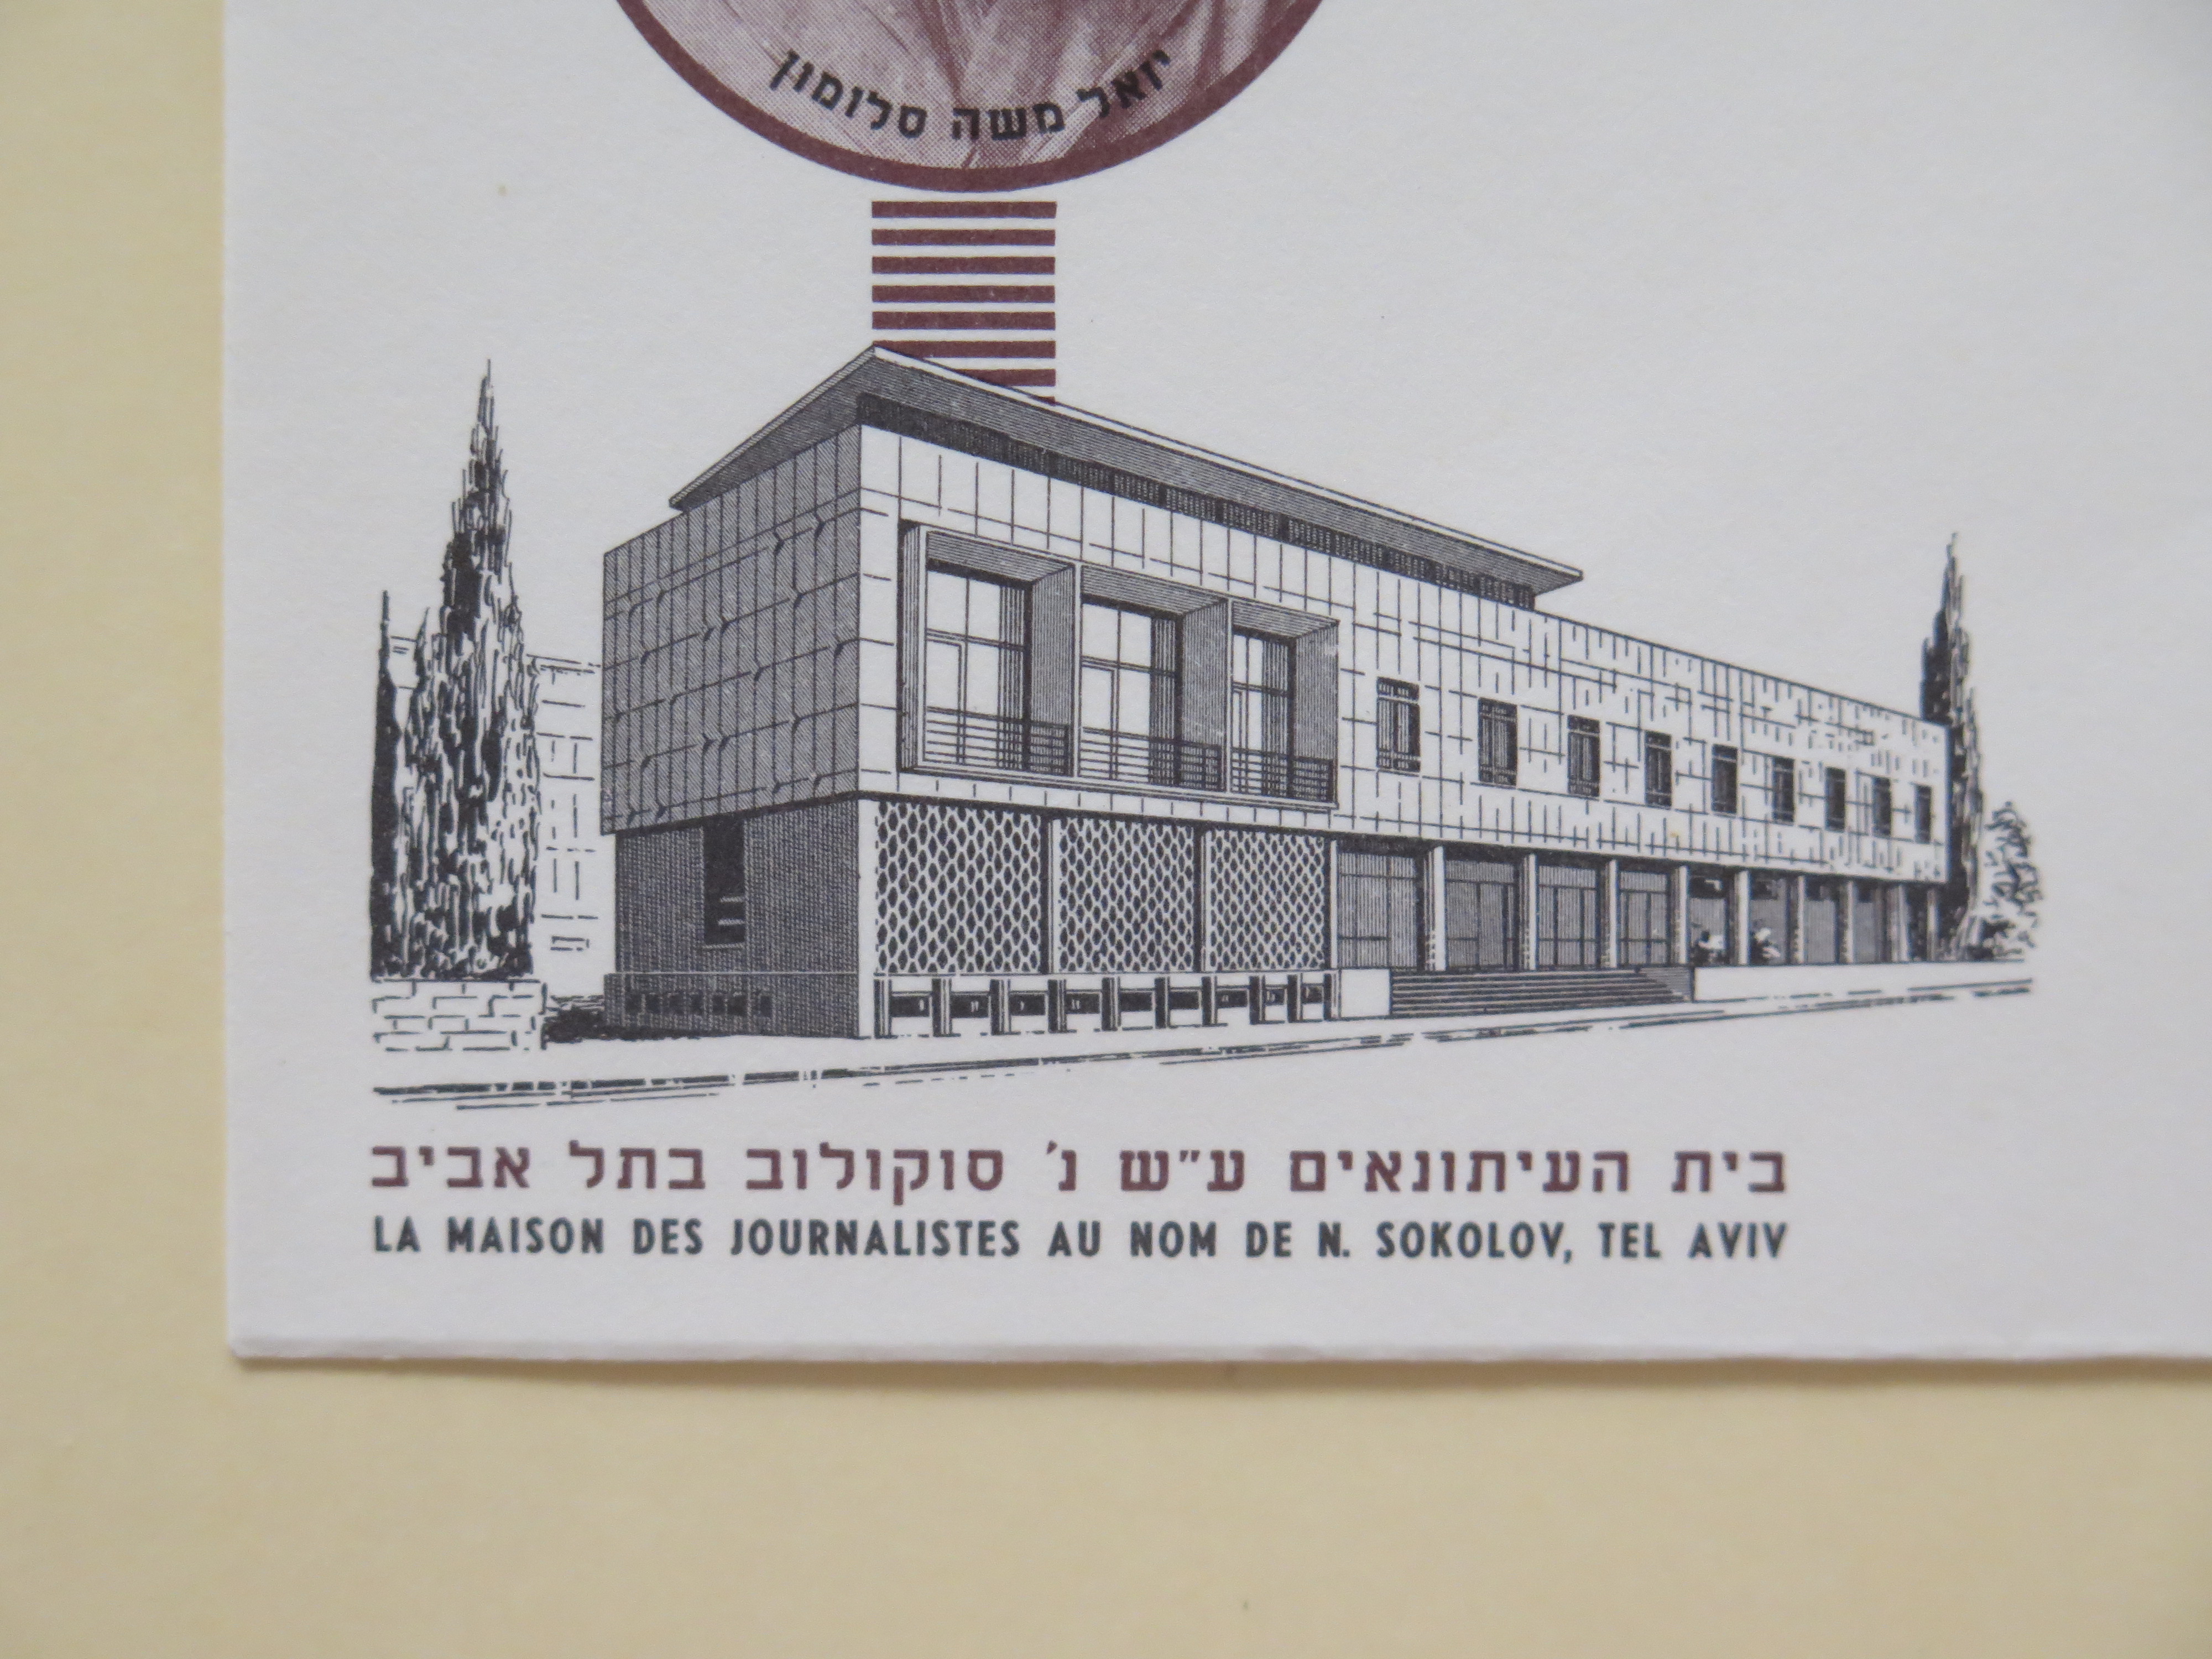 יואל משה סלומון
בית העיתונאים ע״ש נ׳ סוקולוב בתל אביב
LA MAISON DES JOURNALISTES AU NOM DE N. SOKOLOV, TEL AVIV